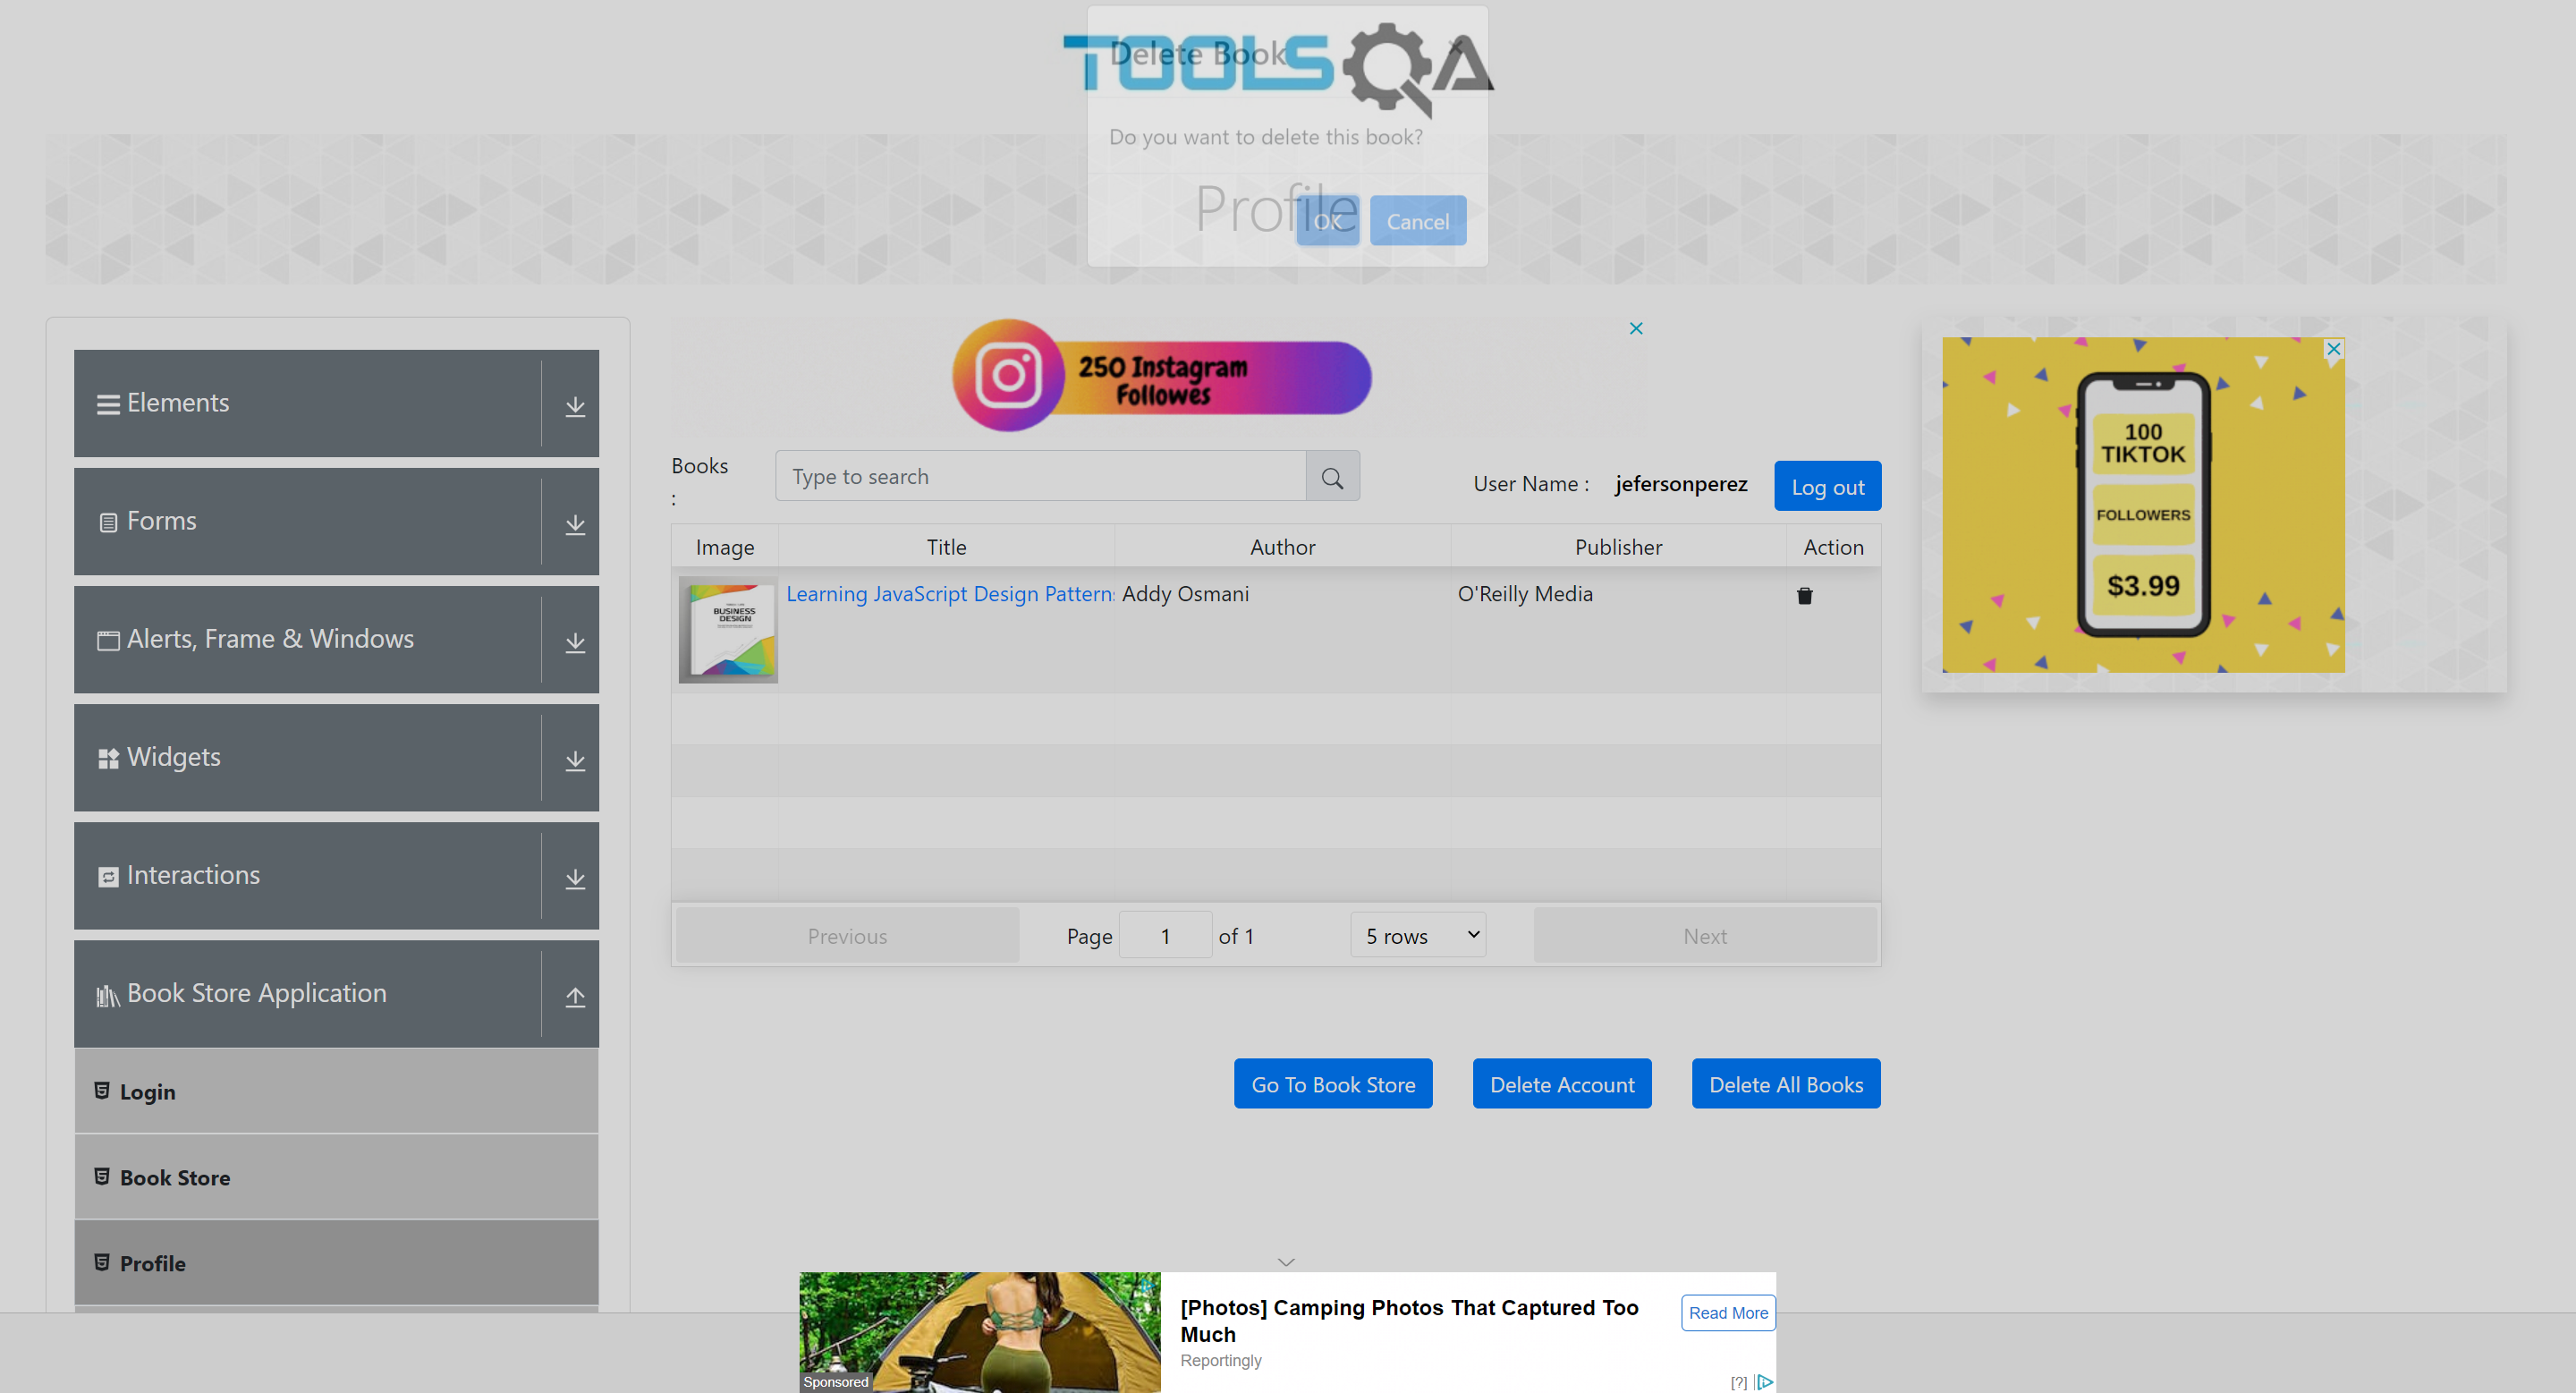 TOOLSQA
Delete Book
×
Do you want to delete this book?
Profile
OK
Cancel
250 Instagram
Followes
Books
:
Type to search
User Name :
jefersonperez
Log out
Image
Title
Author
Publisher
Action
BUSINESS
DESIGN
Learning JavaScript Design Patterns
Addy Osmani
O'Reilly Media
Previous
Page
1
of 1
5 rows
Next
Go To Book Store
Delete Account
Delete All Books
Elements
Forms
Alerts, Frame & Windows
Widgets
Interactions
Book Store Application
Login
Book Store
Profile
100
TIKTOK
FOLLOWERS
$3.99
[Photos] Camping Photos That Captured Too
Much
Reportingly
Read More
Sponsored
[?]